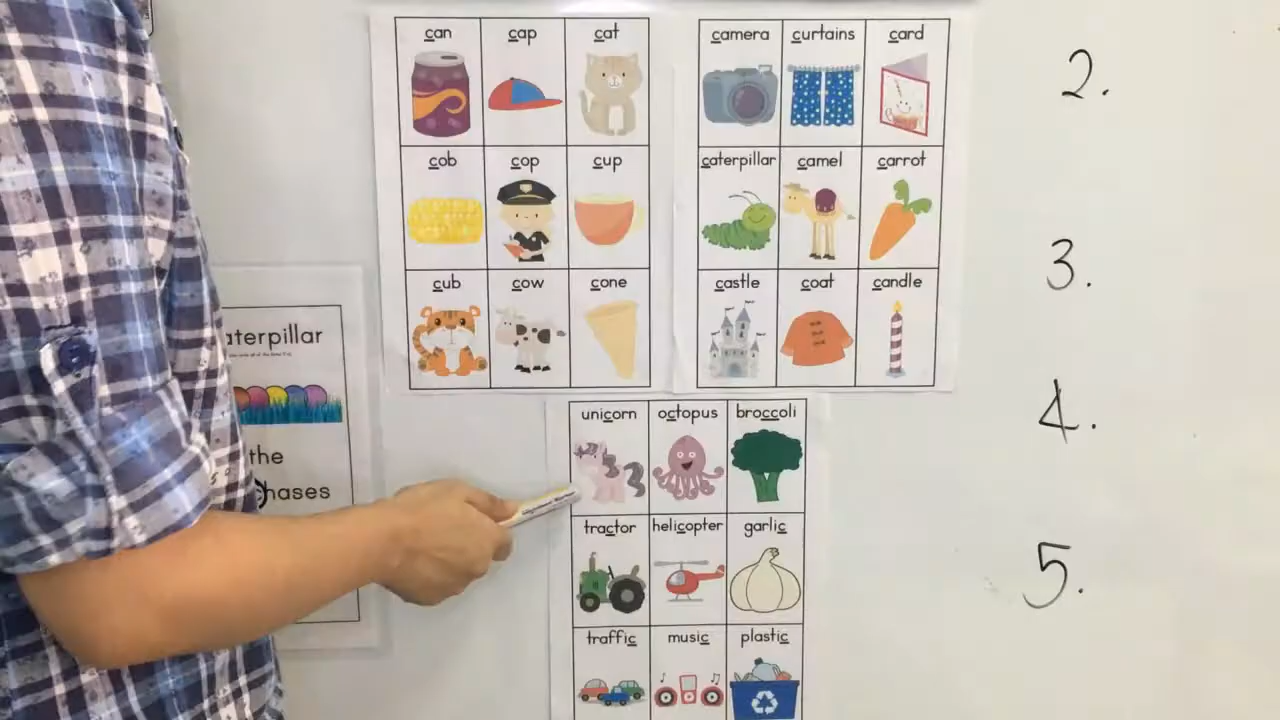 can cap cat
cob cop cup
cub cow cone
camera curtains card
caterpillar camel carrot
castle coat candle
aterpillar
the
chases
unicorn octopus broccoli
tractor helicopter garlic
traffic music plastic
2.
3.
4.
5.